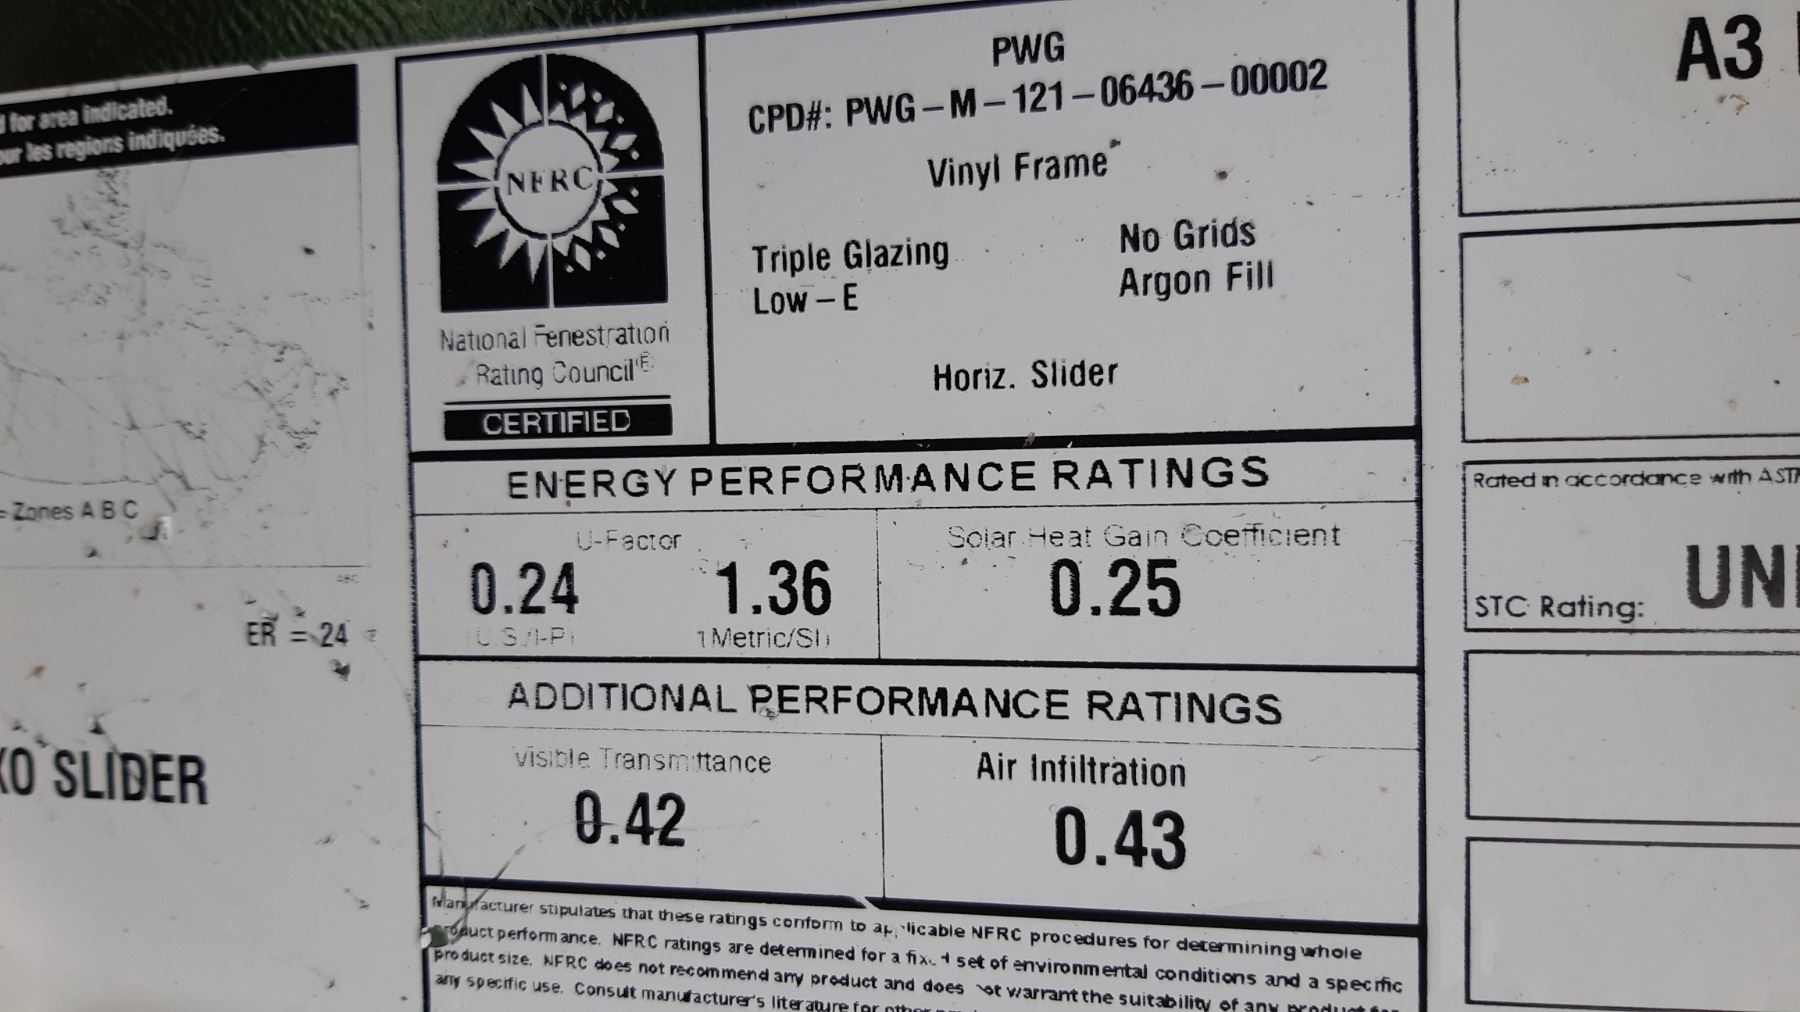 for area indicated.
les regions indiquées.
= Zones A B C
ABC
ER = 24
XO SLIDER
NFRC
National Fenestration
Rating Council
CERTIFIED
PWG
CPD#: PWG-M-121-06436-00002
Vinyl Frame
Triple Glazing
No Grids
Low-E
Argon Fill
Horiz. Slider
ENERGY PERFORMANCE RATINGS
U-Factor
0.24
1.36
(U.S./I-P)
(Metric/SI)
Solar Heat Gain Coefficient
0.25
ADDITIONAL PERFORMANCE RATINGS
Visible Transmittance
0.42
Air Infiltration
0.43
Manufacturer stipulates that these ratings conform to applicable NFRC procedures for determining whole
product performance. NFRC ratings are determined for a fixed set of environmental conditions and a specific
product size. NFRC does not recommend any product and does not warrant the suitability of any product for
any specific use. Consult manufacturer's literature for other
A3
Rated in accordance with
STC Rating: